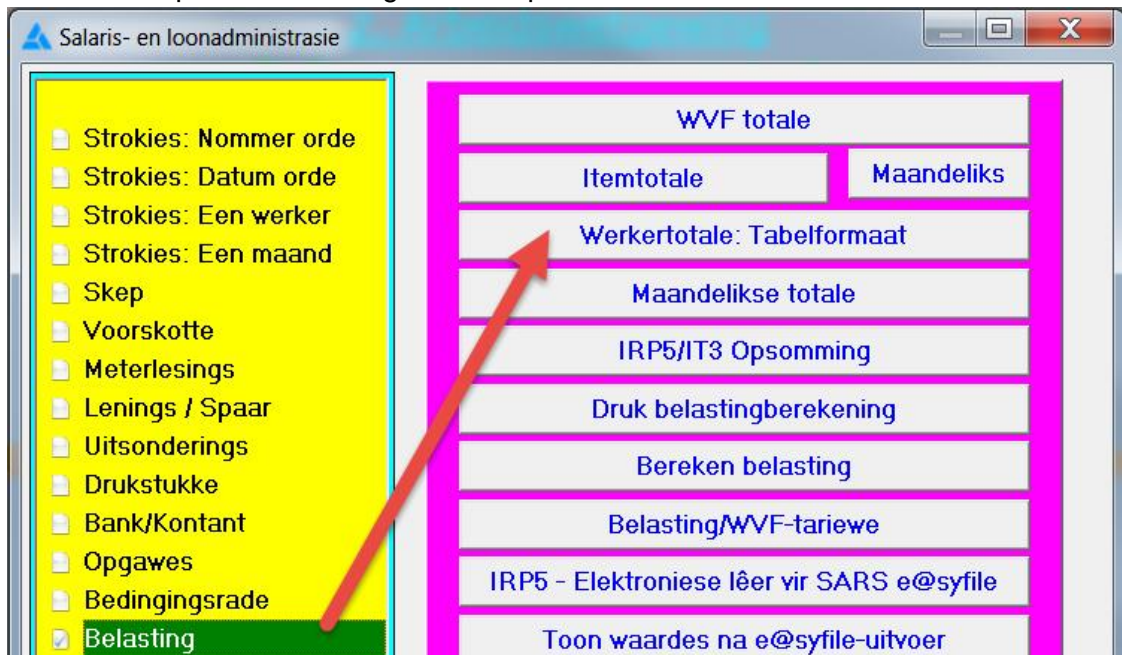 Salaris- en loonadministrasie
Strokies: Nommer orde
Strokies: Datum orde
Strokies: Een werker
Strokies: Een maand
Skep
Voorskotte
Meterlesings
Lenings / Spaar
Uitsonderings
Drukstukke
Bank/Kontant
Opgawes
Bedingingsrade
Belasting
WVF totale
Itemtotale
Maandeliks
Werkertotale: Tabelformaat
Maandelikse totale
IRP5/IT3 Opsomming
Druk belastingberekening
Bereken belasting
Belasting/WVF-tariewe
IRP5 - Elektroniese lêer vir SARS e@syfile
Toon waardes na e@syfile-uitvoer